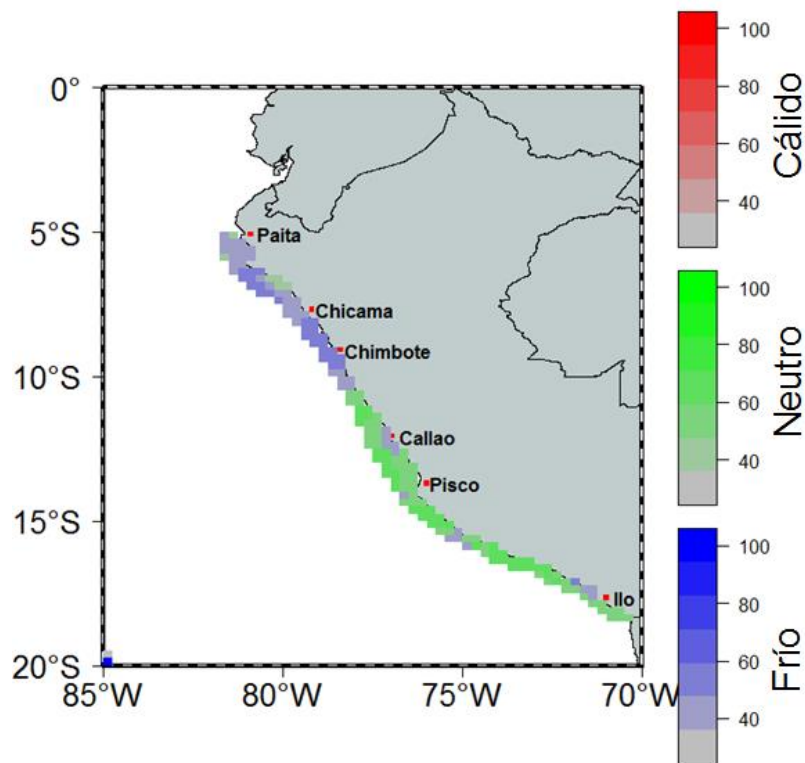 0°
5°S
10°S
15°S
20°S
85°W
80°W
75°W
70°W
Paita
Chicama
Chimbote
Callao
Pisco
Ilo
100
80
60
40
Cálido
100
80
60
40
Neutro
100
80
60
40
Frío